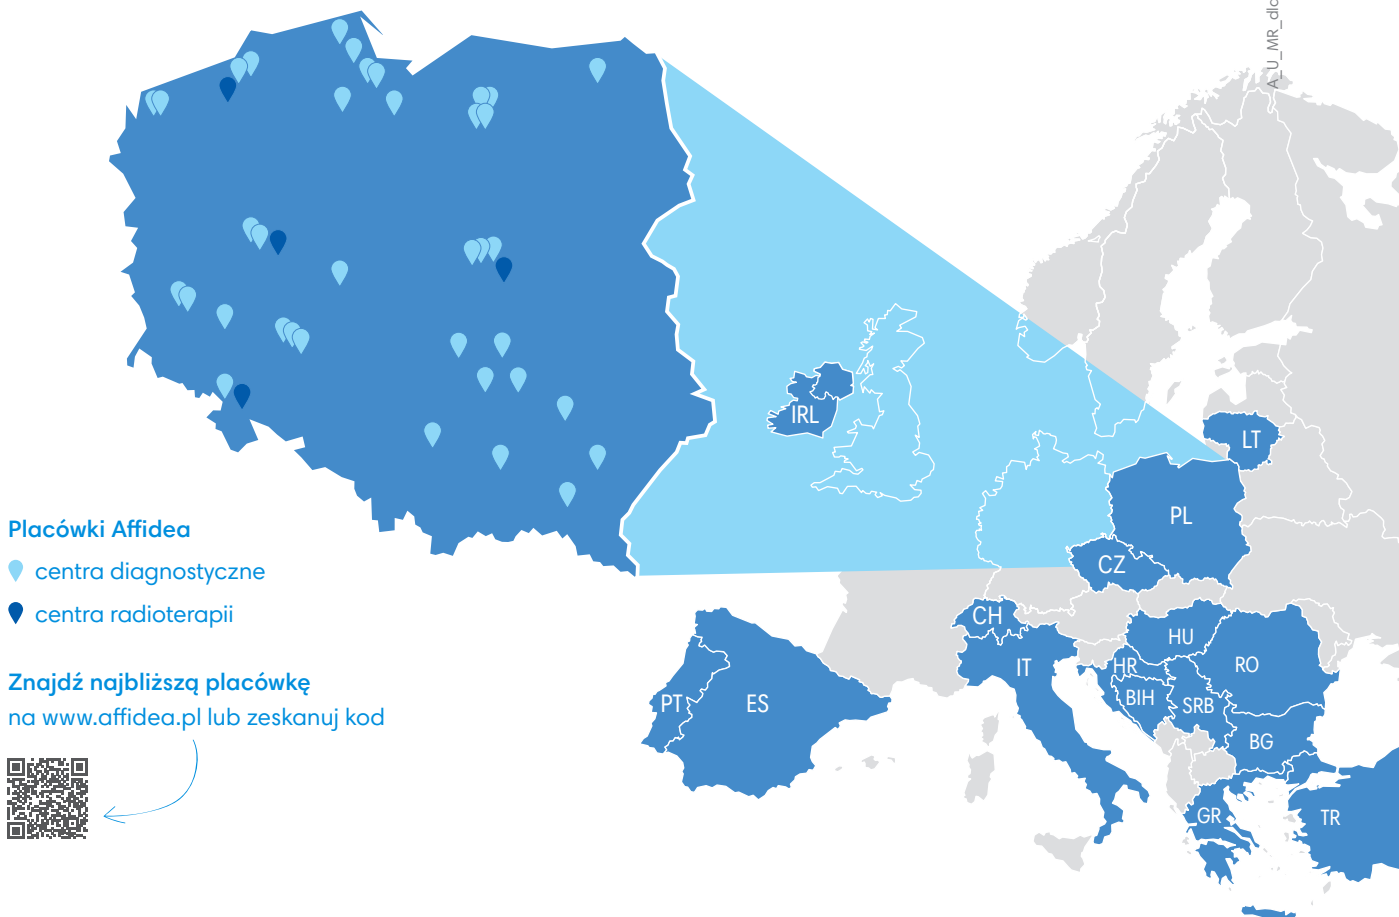 A_U_MR_dlc
IRL
LT
PL
CZ
CH
HU
IT
HR
RO
PT
ES
BIH
SRB
BG
GR
TR
Placówki Affidea
centra diagnostyczne
centra radioterapii
Znajdź najbliższą placówkę
na www.affidea.pl lub zeskanuj kod